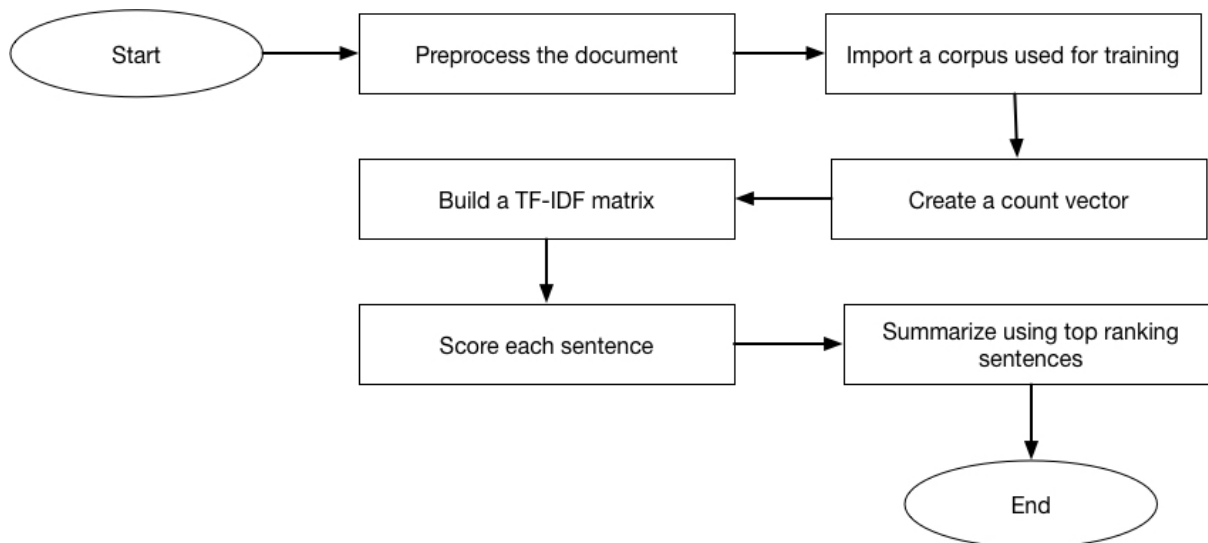 Start
Preprocess the document
Import a corpus used for training
Create a count vector
Build a TF-IDF matrix
Score each sentence
Summarize using top ranking
sentences
End